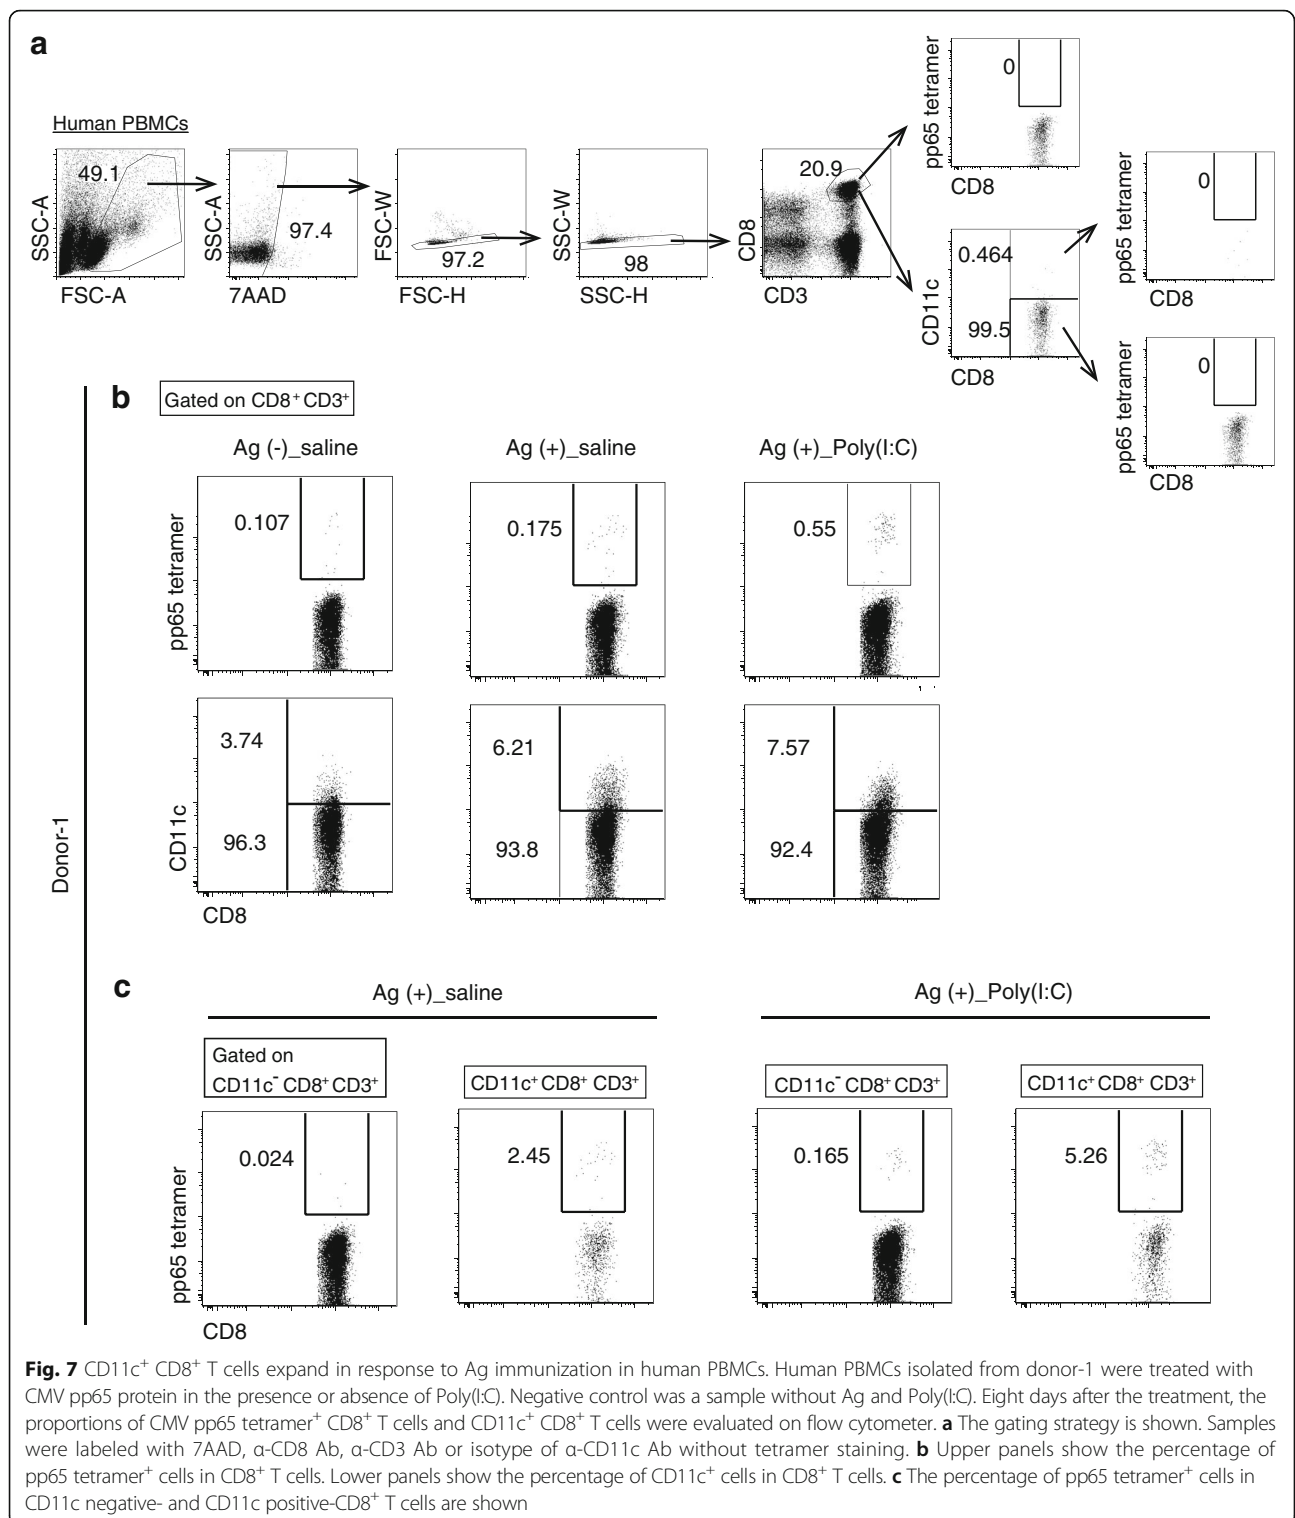 a
Human PBMCs
49.1
SSC-A
FSC-A
97.4
SSC-A
7AAD
97.2
FSC-W
FSC-H
98
SSC-W
SSC-H
20.9
CD8
CD3
0
pp65 tetramer
CD8
0.464
99.5
CD11c
CD8
0
pp65 tetramer
CD8
0
pp65 tetramer
CD8
Donor-1
b
Gated on CD8⁺ CD3⁺
Ag (-)_saline
Ag (+)_saline
Ag (+)_Poly(I:C)
pp65 tetramer
0.107
0.175
0.55
CD11c
3.74
6.21
7.57
96.3
93.8
92.4
CD8
c
Ag (+)_saline
Ag (+)_Poly(I:C)
Gated on
CD11c⁻ CD8⁺ CD3⁺
CD11c⁺ CD8⁺ CD3⁺
CD11c⁻ CD8⁺ CD3⁺
CD11c⁺ CD8⁺ CD3⁺
pp65 tetramer
0.024
2.45
0.165
5.26
CD8
Fig. 7 CD11c⁺ CD8⁺ T cells expand in response to Ag immunization in human PBMCs. Human PBMCs isolated from donor-1 were treated with
CMV pp65 protein in the presence or absence of Poly(I:C). Negative control was a sample without Ag and Poly(I:C). Eight days after the treatment, the
proportions of CMV pp65 tetramer⁺ CD8⁺ T cells and CD11c⁺ CD8⁺ T cells were evaluated on flow cytometer. a The gating strategy is shown. Samples
were labeled with 7AAD, α-CD8 Ab, α-CD3 Ab or isotype of α-CD11c Ab without tetramer staining. b Upper panels show the percentage of
pp65 tetramer⁺ cells in CD8⁺ T cells. Lower panels show the percentage of CD11c⁺ cells in CD8⁺ T cells. c The percentage of pp65 tetramer⁺ cells in
CD11c negative- and CD11c positive-CD8⁺ T cells are shown